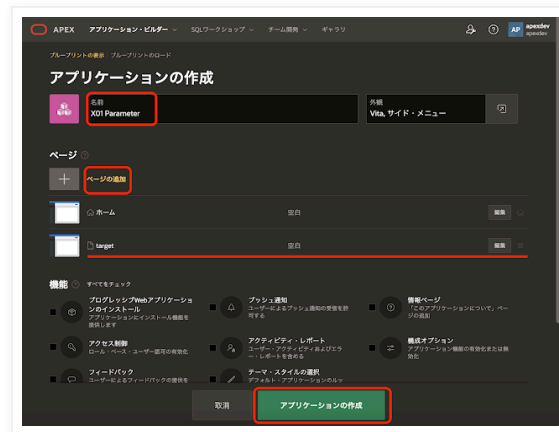 APEX アプリケーション・ビルダー SQLワークショップ チーム開発 ギャラリ AP apexdev
apexdev
ブループリントの表示 ブループリントのロード
アプリケーションの作成
名前
X01 Parameter
外観
Vita, サイド・メニュー
ページ
ページの追加
ホーム 空白 編集
target 空白 編集
機能 すべてをチェック
プログレッシブWebアプリケーションのインストール
アプリケーションにインストール機能を提供します
プッシュ通知
ユーザーによるプッシュ通知の受信を許可する
情報ページ
「このアプリケーションについて」ページの追加
アクセス制御
ロール・ベース・ユーザー認可の有効化
アクティビティ・レポート
ユーザー・アクティビティおよびエラー・レポートを含める
構成オプション
アプリケーション機能の有効化または無効化
フィードバック
ユーザーによるフィードバックの提供を
テーマ・スタイルの選択
デフォルト・アプリケーションのルッ
取消 アプリケーションの作成